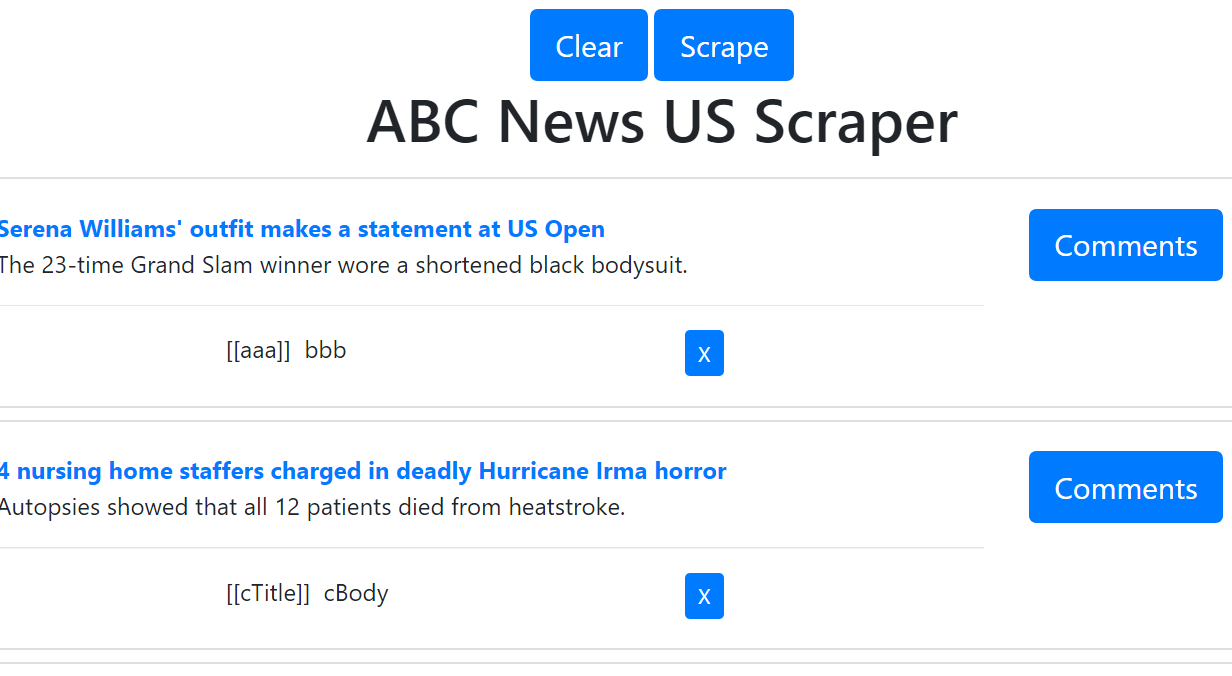 Clear Scrape
ABC News US Scraper
Serena Williams' outfit makes a statement at US Open
Comments
The 23-time Grand Slam winner wore a shortened black bodysuit.
[[aaa]] bbb
X
4 nursing home staffers charged in deadly Hurricane Irma horror
Comments
Autopsies showed that all 12 patients died from heatstroke.
[[cTitle]] cBody
X